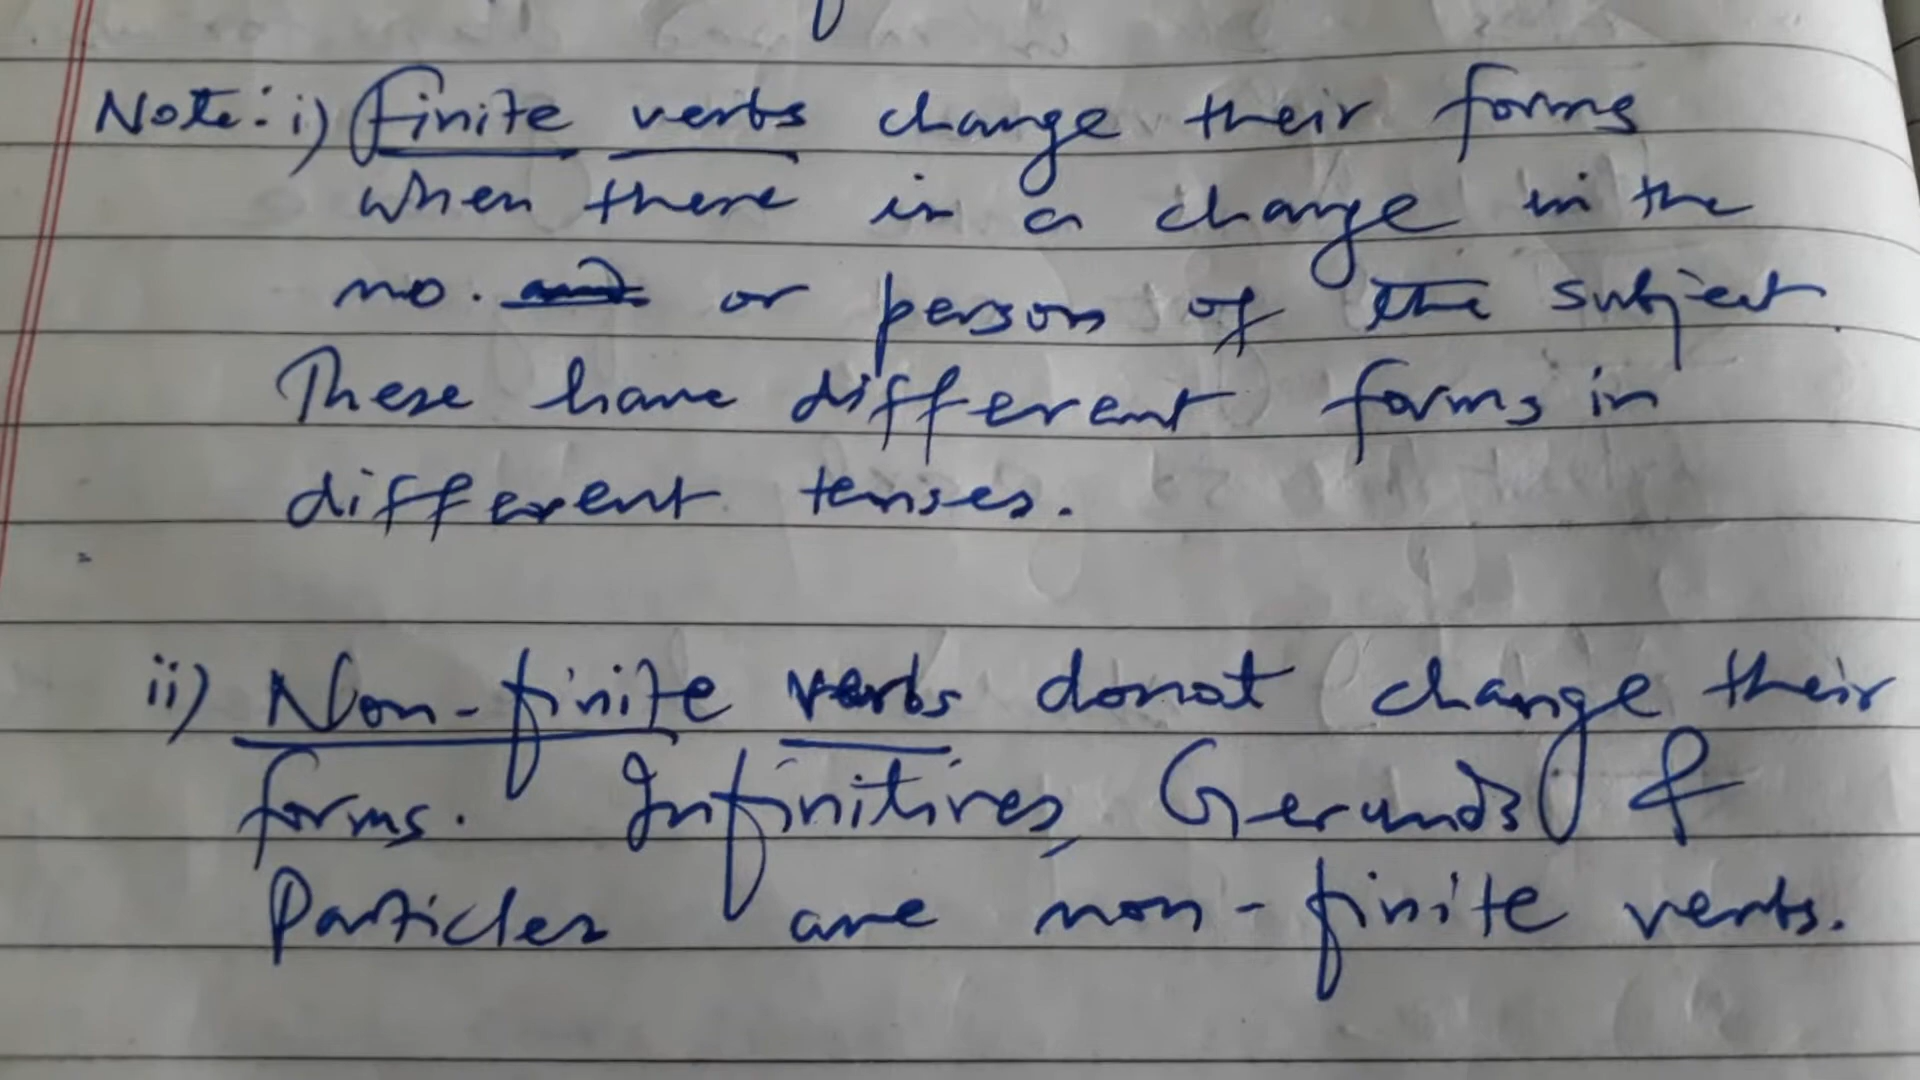 Note: i) Finite verbs change their forms
when there is a change in the
no. or person of the subject.
These have different forms in
different tenses.
ii) Non-finite verbs donot change their
forms. Infinitives, Gerunds &
Particles are non-finite verbs.